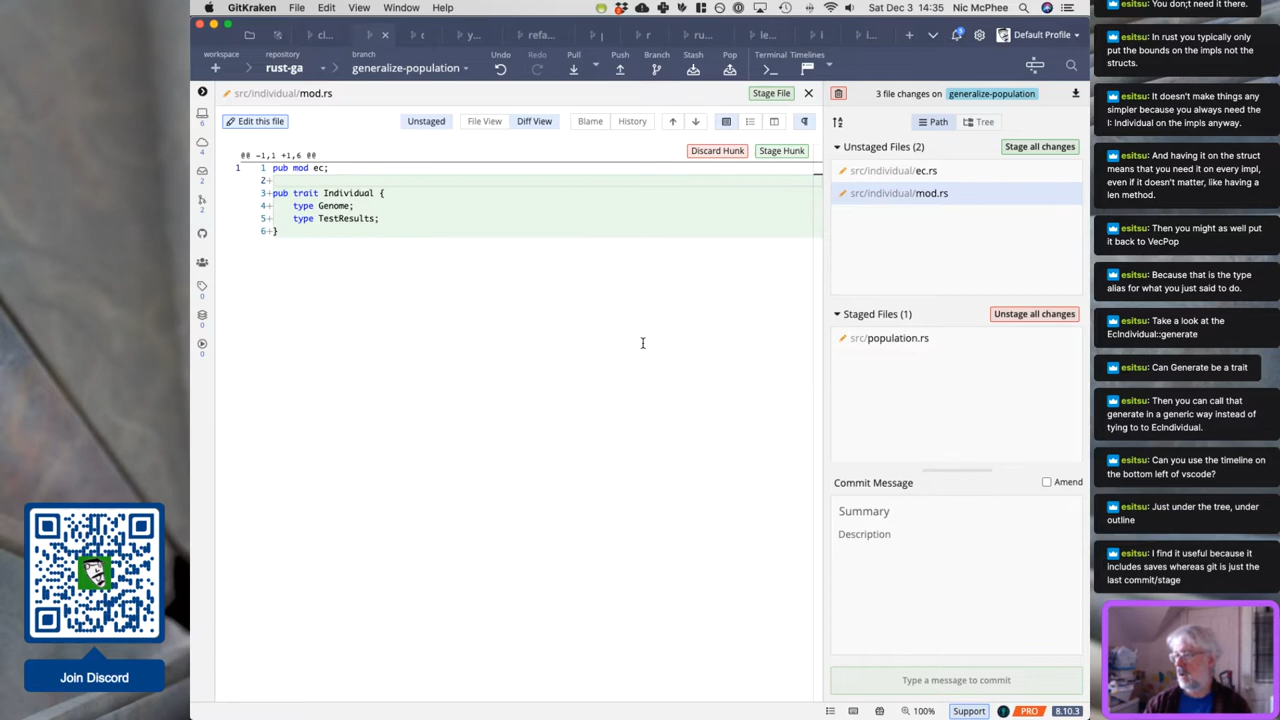 GitKraken File Edit View Window Help
Sat Dec 3 14:35 Nic McPhee
cl...
y...
refa...
r
ru...
le...
l
l...
3
Default Profile
workspace
repository
rust-ga
branch
generalize-population
Undo
Redo
Pull
Push
Branch
Stash
Pop
Terminal
Timelines
src/individual/mod.rs
Stage File
Edit this file
Unstaged
File View
Diff View
Blame
History
@@ -1,1 +1,6 @@
Discard Hunk
Stage Hunk
1 1 pub mod ec;
2+
3+pub trait Individual {
4+ type Genome;
5+ type TestResults;
6+}
6
4
2
2
0
0
0
3 file changes on generalize-population
Path
Tree
Unstaged Files (2)
Stage all changes
src/individual/ec.rs
src/individual/mod.rs
Staged Files (1)
Unstage all changes
src/population.rs
Commit Message
Amend
Summary
Description
Type a message to commit
100%
Support
PRO
8.10.3
Join Discord
esitsu: You don;t need it there.
esitsu: In rust you typically only
put the bounds on the impls not the
structs.
esitsu: It doesn't make things any
simpler because you always need the
I: Individual on the impls anyway.
esitsu: And having it on the struct
means that you need it on every impl,
even if it doesn't matter, like having a
len method.
esitsu: Then you might as well put
it back to VecPop
esitsu: Because that is the type
alias for what you just said to do.
esitsu: Take a look at the
EcIndividual::generate
esitsu: Can Generate be a trait
esitsu: Then you can call that
generate in a generic way instead of
tying to to EcIndividual.
esitsu: Can you use the timeline on
the bottom left of vscode?
esitsu: Just under the tree, under
outline
esitsu: I find it useful because it
includes saves whereas git is just the
last commit/stage